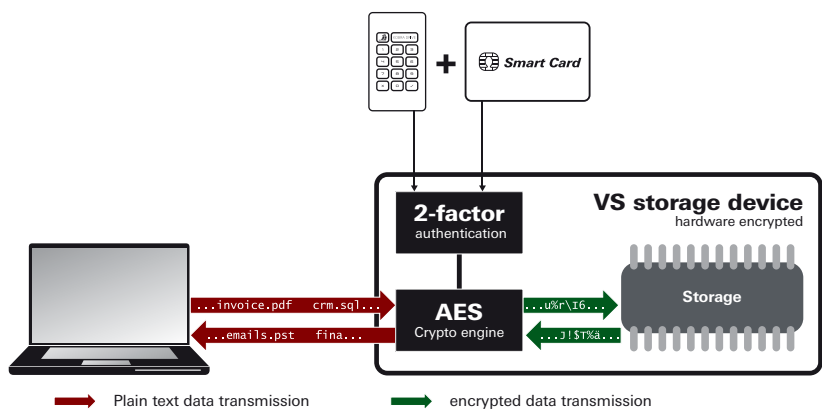 +
Smart Card
2-factor
authentication
VS storage device
hardware encrypted
...invoice.pdf crm.sql...
AES
Crypto engine
...u%r\I6...
Storage
...emails.pst fina...
...J!$T%ä...
Plain text data transmission
encrypted data transmission